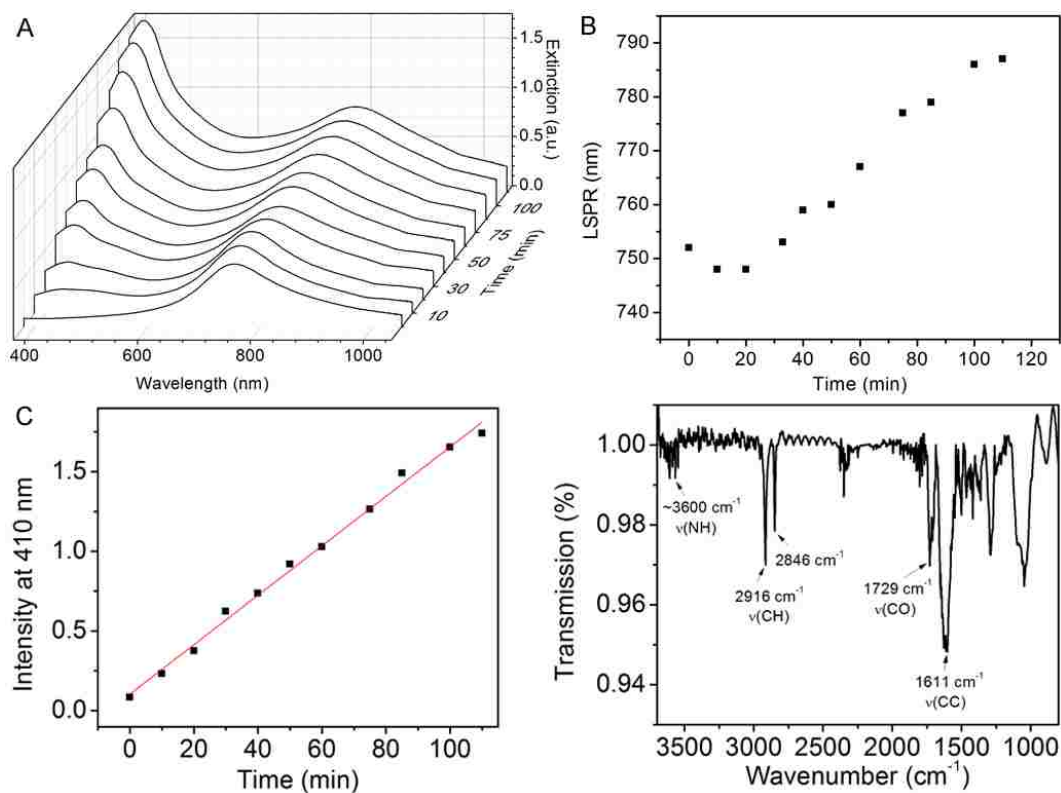 A
Extinction (a.u.)
1.5
1.0
0.5
0.0
100
75
50
30
10
Time (min)
400 600 800 1000
Wavelength (nm)
B
LSPR (nm)
790
780
770
760
750
740
0 20 40 60 80 100 120
Time (min)
C
Intensity at 410 nm
1.5
1.0
0.5
0.0
0 20 40 60 80 100
Time (min)
Transmission (%)
1.00
0.98
0.96
0.94
~3600 cm⁻¹
ν(NH)
2916 cm⁻¹
ν(CH)
2846 cm⁻¹
1729 cm⁻¹
ν(CO)
1611 cm⁻¹
ν(CC)
3500 3000 2500 2000 1500 1000
Wavenumber (cm⁻¹)